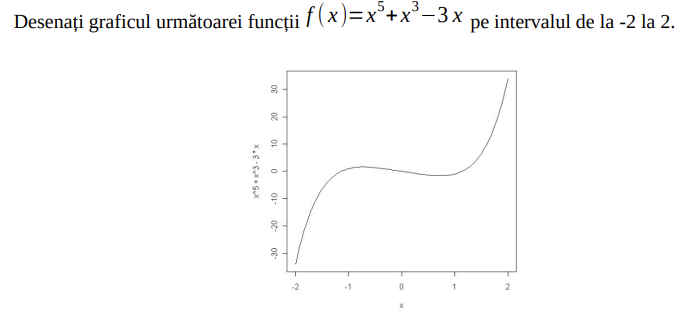 Desenați graficul următoarei funcții f(x)=x⁵+x³−3x pe intervalul de la -2 la 2.
30
20
10
0
-10
-20
-30
x^5 + x^3 - 3 * x
-2 -1 0 1 2
x